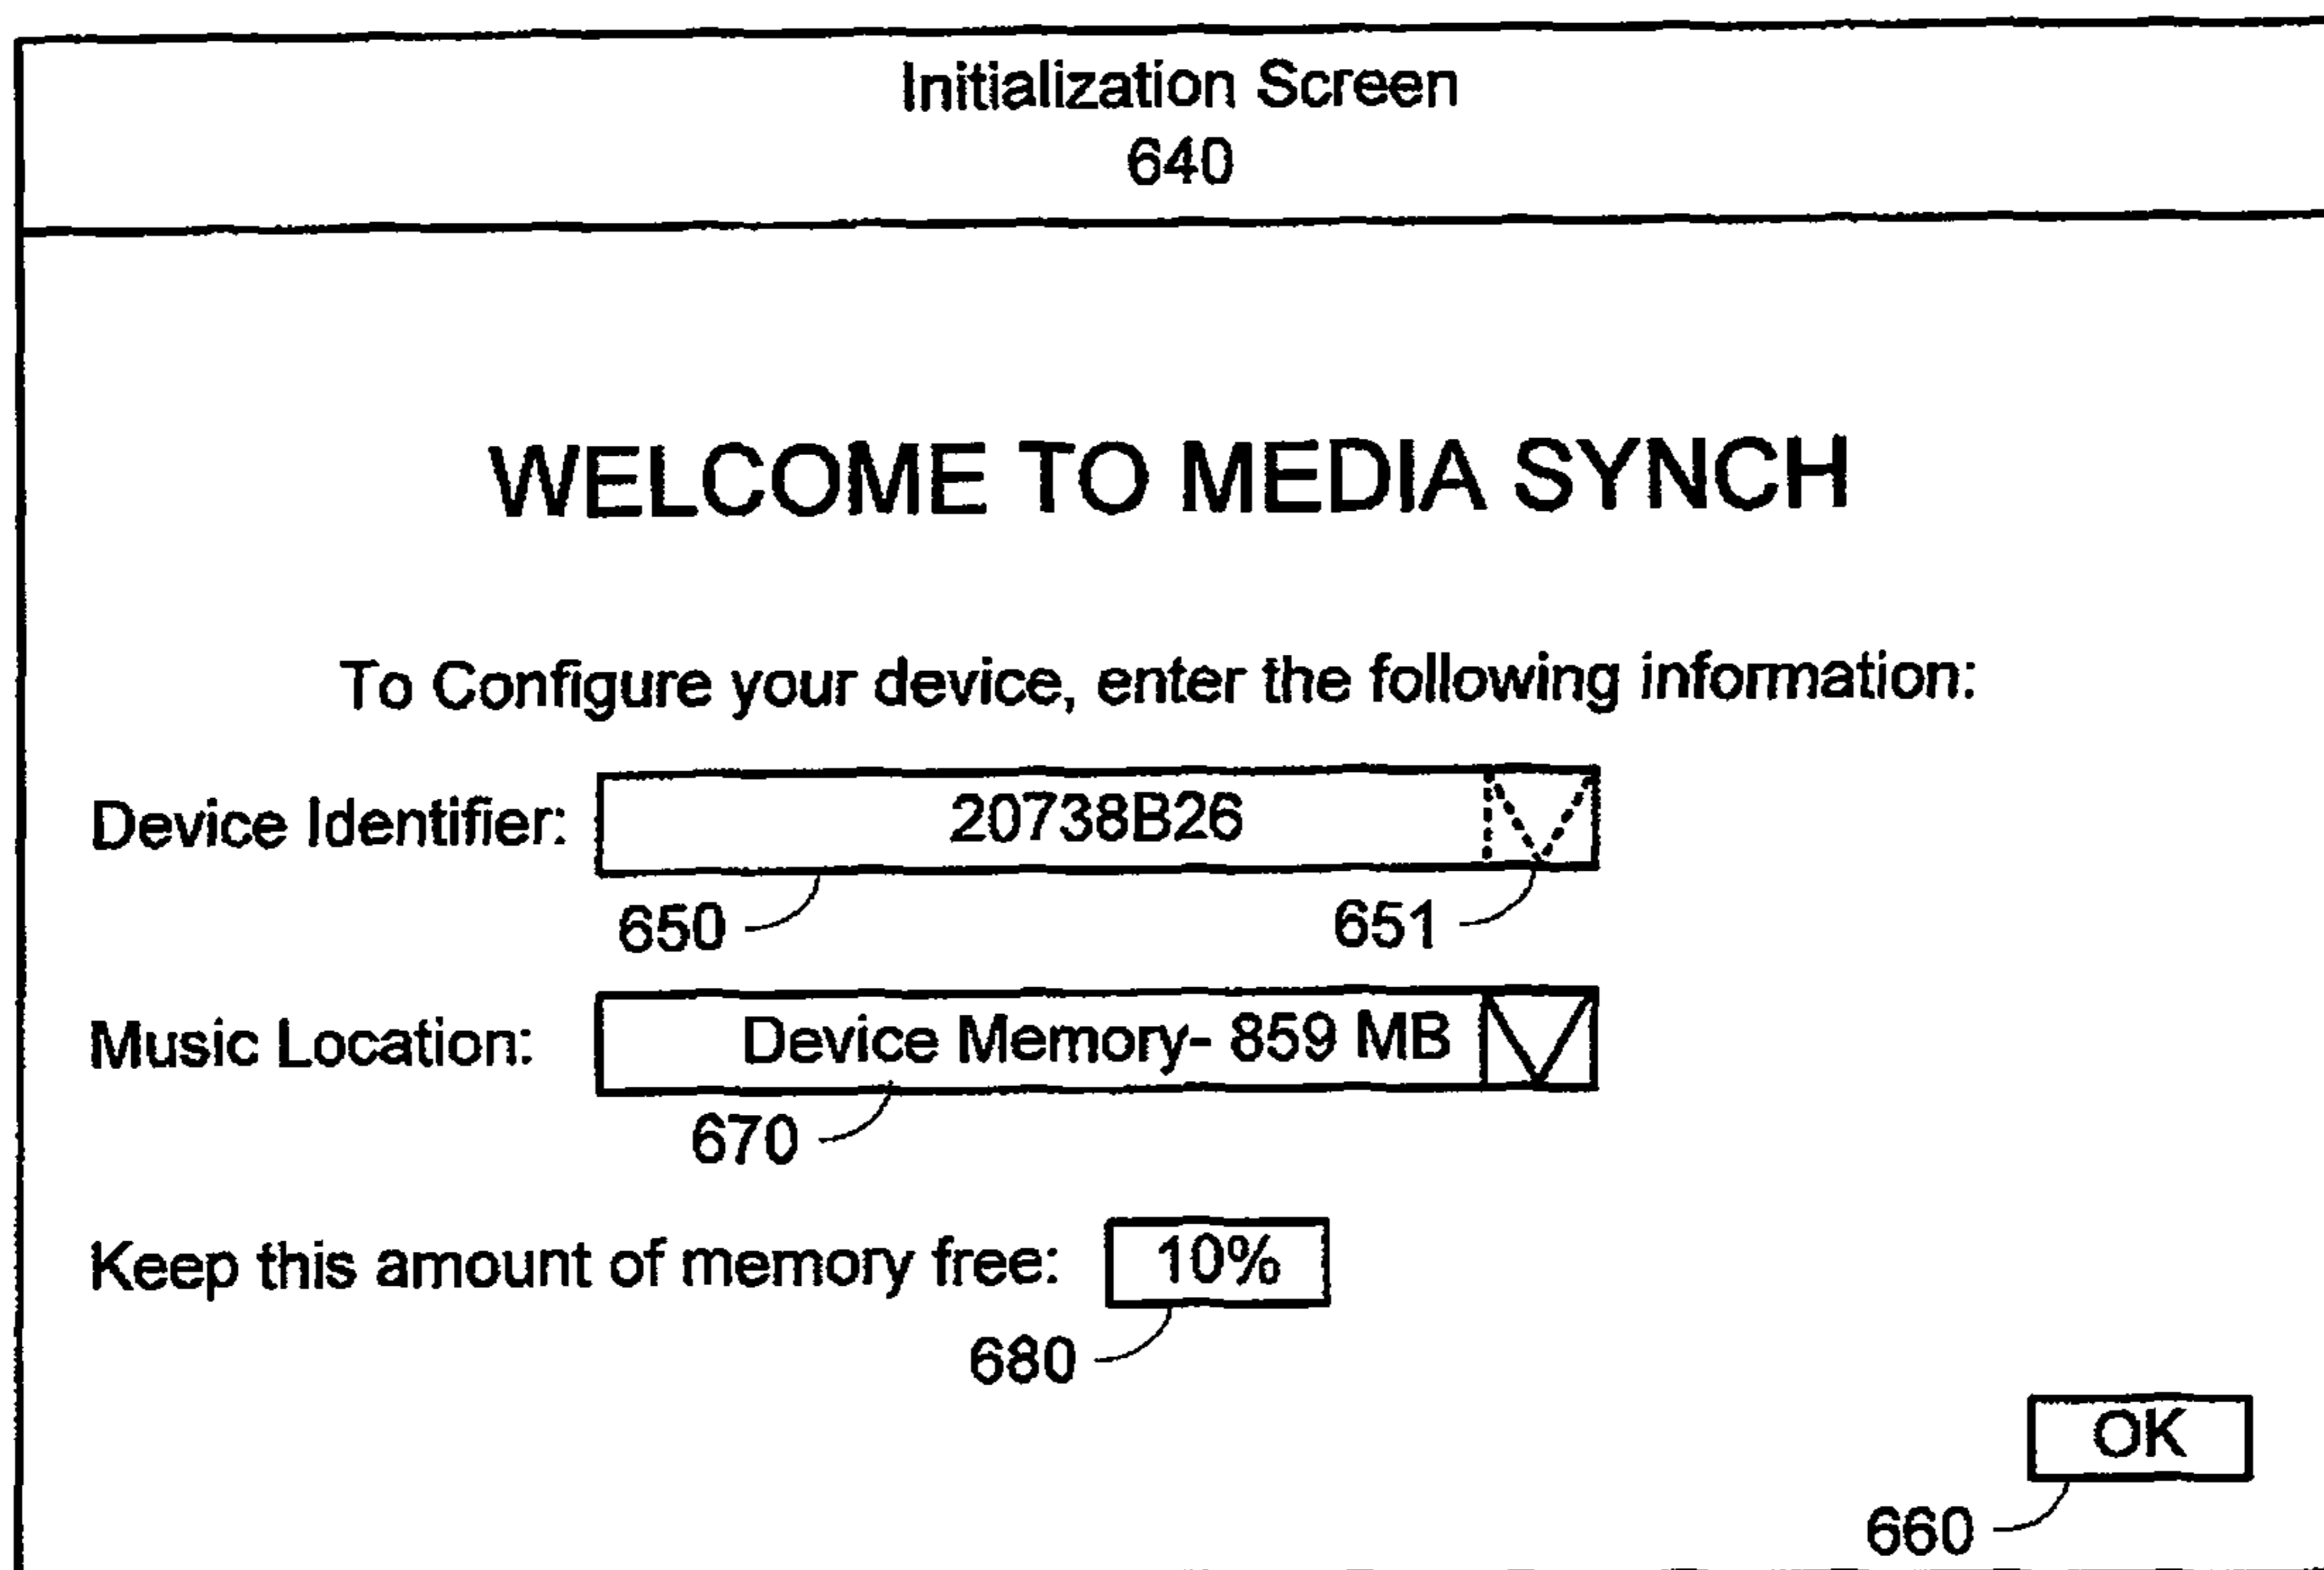 Initialization Screen
640
WELCOME TO MEDIA SYNCH
To Configure your device, enter the following information:
Device Identifier: 20738B26
650 651
Music Location: Device Memory- 859 MB
670
Keep this amount of memory free: 10%
680
OK
660